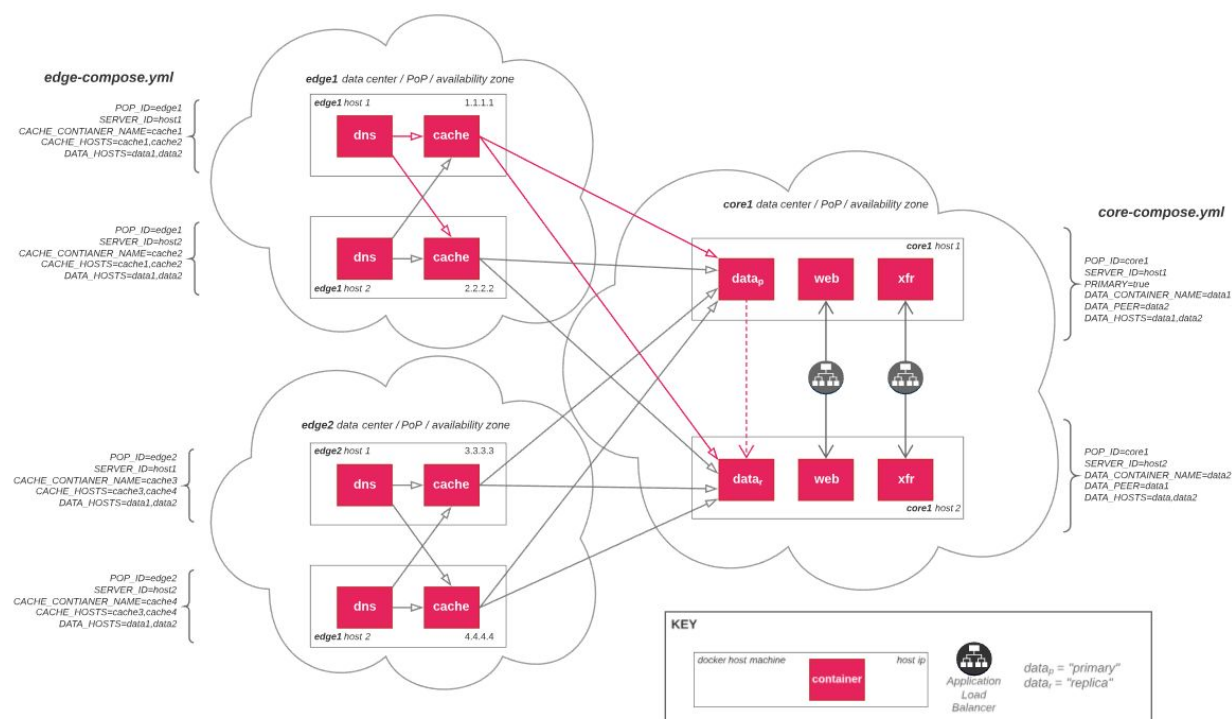 edge-compose.yml
POP_ID=edge1
SERVER_ID=host1
CACHE_CONTIANER_NAME=cache1
CACHE_HOSTS=cache1,cache2
DATA_HOSTS=data1,data2
POP_ID=edge1
SERVER_ID=host2
CACHE_CONTIANER_NAME=cache2
CACHE_HOSTS=cache1,cache2
DATA_HOSTS=data1,data2
POP_ID=edge2
SERVER_ID=host1
CACHE_CONTIANER_NAME=cache3
CACHE_HOSTS=cache3,cache4
DATA_HOSTS=data1,data2
POP_ID=edge2
SERVER_ID=host2
CACHE_CONTIANER_NAME=cache4
CACHE_HOSTS=cache3,cache4
DATA_HOSTS=data1,data2
edge1 data center / PoP / availability zone
edge1 host 1 1.1.1.1
dns cache
dns cache
edge1 host 2 2.2.2.2
edge2 data center / PoP / availability zone
edge2 host 1 3.3.3.3
dns cache
dns cache
edge1 host 2 4.4.4.4
core1 data center / PoP / availability zone
core1 host 1
datap web xfr
datar web xfr
core1 host 2
core-compose.yml
POP_ID=core1
SERVER_ID=host1
PRIMARY=true
DATA_CONTAINER_NAME=data1
DATA_PEER=data2
DATA_HOSTS=data1,data2
POP_ID=core1
SERVER_ID=host2
DATA_CONTAINER_NAME=data2
DATA_PEER=data1
DATA_HOSTS=data,data2
KEY
docker host machine host ip
container
Application
Load
Balancer
datap = "primary"
datar = "replica"